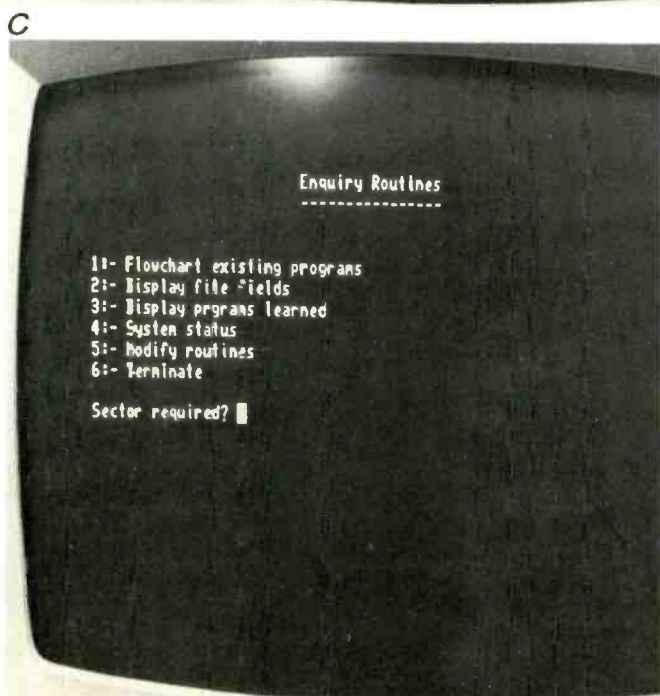 C
Enquiry Routines
----------------
1:- Flowchart existing programs
2:- Display file fields
3:- Display prgrams learned
4:- System status
5:- Modify routines
6:- Terminate
Sector required?